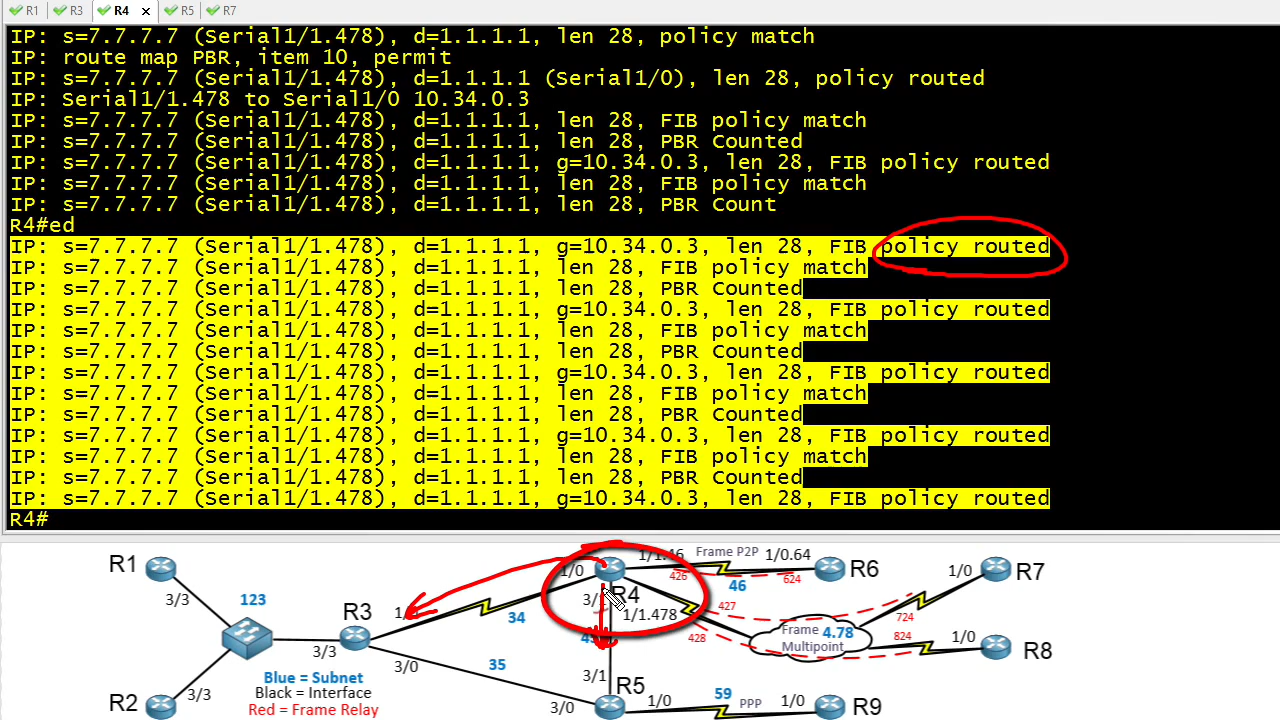 R1 R3 R4 × R5 R7
IP: s=7.7.7.7 (Serial1/1.478), d=1.1.1.1, len 28, policy match
IP: route map PBR, item 10, permit
IP: s=7.7.7.7 (Serial1/1.478), d=1.1.1.1 (Serial1/0), len 28, policy routed
IP: Serial1/1.478 to Serial1/0 10.34.0.3
IP: s=7.7.7.7 (Serial1/1.478), d=1.1.1.1, len 28, FIB policy match
IP: s=7.7.7.7 (Serial1/1.478), d=1.1.1.1, len 28, PBR Counted
IP: s=7.7.7.7 (Serial1/1.478), d=1.1.1.1, g=10.34.0.3, len 28, FIB policy routed
IP: s=7.7.7.7 (Serial1/1.478), d=1.1.1.1, len 28, FIB policy match
IP: s=7.7.7.7 (Serial1/1.478), d=1.1.1.1, len 28, PBR Count
R4#ed
IP: s=7.7.7.7 (Serial1/1.478), d=1.1.1.1, g=10.34.0.3, len 28, FIB policy routed
IP: s=7.7.7.7 (Serial1/1.478), d=1.1.1.1, len 28, FIB policy match
IP: s=7.7.7.7 (Serial1/1.478), d=1.1.1.1, len 28, PBR Counted
IP: s=7.7.7.7 (Serial1/1.478), d=1.1.1.1, g=10.34.0.3, len 28, FIB policy routed
IP: s=7.7.7.7 (Serial1/1.478), d=1.1.1.1, len 28, FIB policy match
IP: s=7.7.7.7 (Serial1/1.478), d=1.1.1.1, len 28, PBR Counted
IP: s=7.7.7.7 (Serial1/1.478), d=1.1.1.1, g=10.34.0.3, len 28, FIB policy routed
IP: s=7.7.7.7 (Serial1/1.478), d=1.1.1.1, len 28, FIB policy match
IP: s=7.7.7.7 (Serial1/1.478), d=1.1.1.1, len 28, PBR Counted
IP: s=7.7.7.7 (Serial1/1.478), d=1.1.1.1, g=10.34.0.3, len 28, FIB policy routed
IP: s=7.7.7.7 (Serial1/1.478), d=1.1.1.1, len 28, FIB policy match
IP: s=7.7.7.7 (Serial1/1.478), d=1.1.1.1, len 28, PBR Counted
IP: s=7.7.7.7 (Serial1/1.478), d=1.1.1.1, g=10.34.0.3, len 28, FIB policy routed
R4#
R1 1/0 1/1.46 Frame P2P 1/0.64 R6 1/0 R7
426 46 624
3/3 123 R3 34 3/1 R4 427
1/1.478 724
428 Frame 4.78 824 1/0
Multipoint R8
3/3 3/0 35
Blue = Subnet
Black = Interface
Red = Frame Relay
3/1
R2 3/3 3/0 R5 1/0 59 PPP 1/0 R9